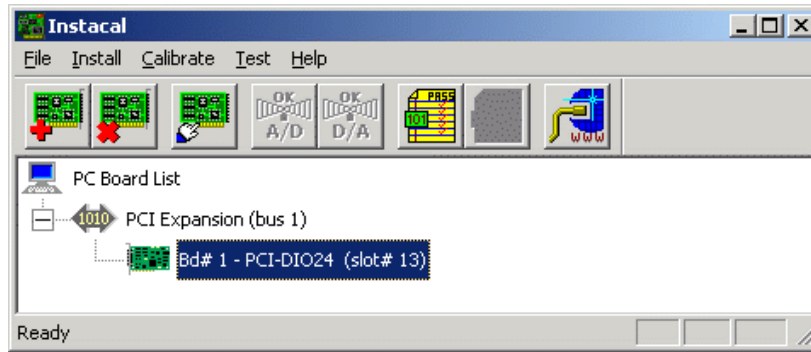 Instacal
File Install Calibrate Test Help
OK A/D OK D/A PASS 101 WWW
PC Board List
1010 PCI Expansion (bus 1)
Bd# 1 - PCI-DIO24 (slot# 13)
Ready